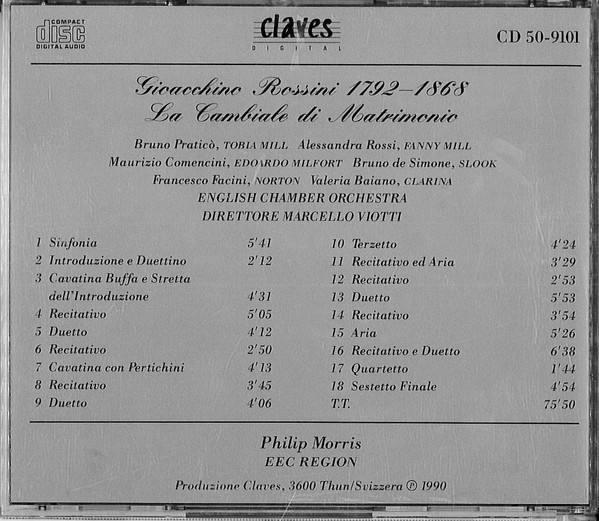 COMPACT
disc
DIGITAL AUDIO
claves
DIGITAL
CD 50-9101
Gioacchino Rossini 1792–1868
La Cambiale di Matrimonio
Bruno Praticò, TOBIA MILL Alessandra Rossi, FANNY MILL
Maurizio Comencini, EDOARDO MILFORT Bruno de Simone, SLOOK
Francesco Facini, NORTON Valeria Baiano, CLARINA
ENGLISH CHAMBER ORCHESTRA
DIRETTORE MARCELLO VIOTTI
1 Sinfonia 5'41
2 Introduzione e Duettino 2'12
3 Cavatina Buffa e Stretta
dell'Introduzione 4'31
4 Recitativo 5'05
5 Duetto 4'12
6 Recitativo 2'50
7 Cavatina con Pertichini 4'13
8 Recitativo 3'45
9 Duetto 4'06
10 Terzetto 4'24
11 Recitativo ed Aria 3'29
12 Recitativo 2'53
13 Duetto 5'53
14 Recitativo 3'54
15 Aria 5'26
16 Recitativo e Duetto 6'38
17 Quartetto 1'44
18 Sestetto Finale 4'54
T.T. 75'50
Philip Morris
EEC REGION
Produzione Claves, 3600 Thun/Svizzera ℗ 1990